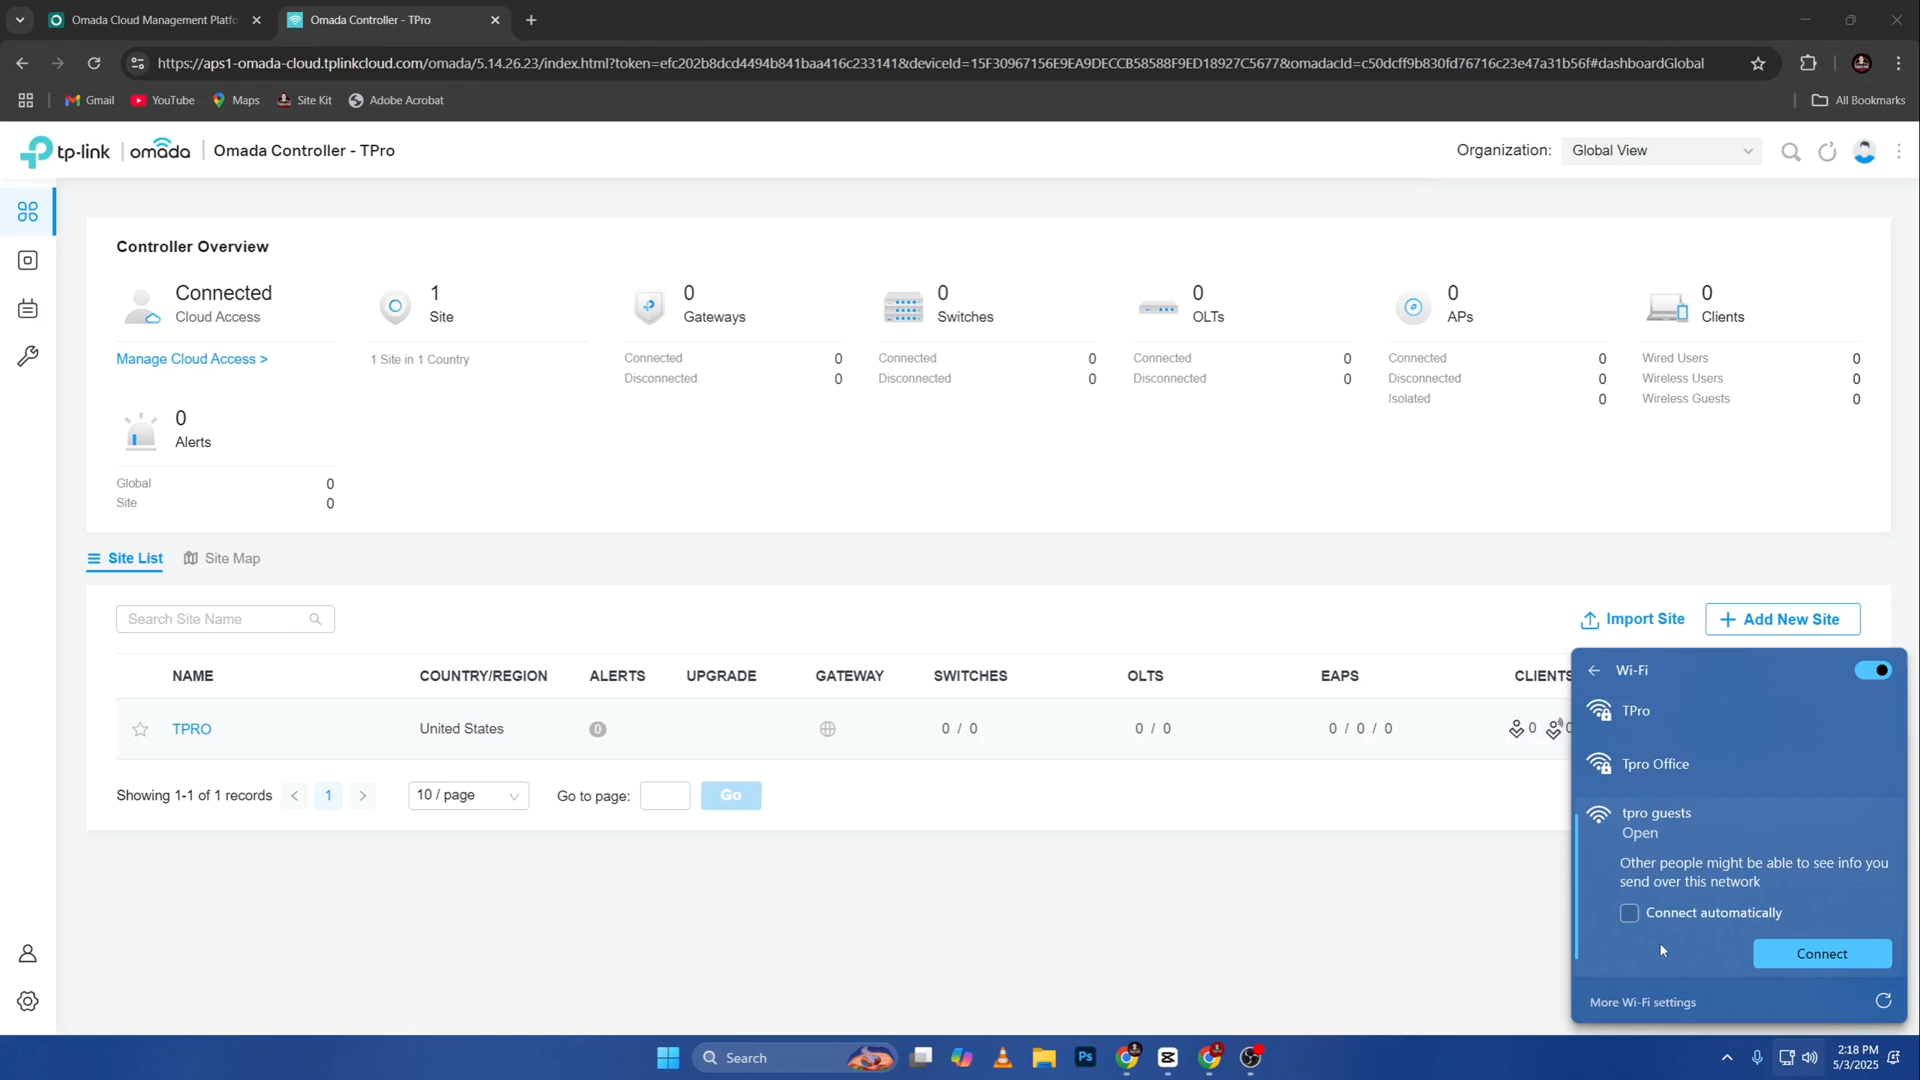 Omada Cloud Management Platfo
Omada Controller - TPro
https://aps1-omada-cloud.tplinkcloud.com/omada/5.14.26.23/index.html?token=efc202b8dcd4494b841baa416c233141&deviceId=15F30967156E9EA9DECCB58588F9ED18927C5677&omadacId=c50dcff9b830fd76716c23e47a31b56f#dashboardGlobal
Gmail
YouTube
Maps
Site Kit
Adobe Acrobat
All Bookmarks
tp-link | omada
Omada Controller - TPro
Organization:
Global View
Controller Overview
Connected
Cloud Access
Manage Cloud Access >
1
Site
1 Site in 1 Country
0
Gateways
Connected 0
Disconnected 0
0
Switches
Connected 0
Disconnected 0
0
OLTs
Connected 0
Disconnected 0
0
APs
Connected 0
Disconnected 0
Isolated 0
0
Clients
Wired Users 0
Wireless Users 0
Wireless Guests 0
0
Alerts
Global 0
Site 0
Site List
Site Map
Search Site Name
Import Site
Add New Site
NAME COUNTRY/REGION ALERTS UPGRADE GATEWAY SWITCHES OLTS EAPS CLIENTS
TPRO United States 0 0 / 0 0 / 0 0 / 0 / 0 0 0
Showing 1-1 of 1 records < 1 > 10 / page Go to page: Go
Wi-Fi
TPro
Tpro Office
tpro guests
Open
Other people might be able to see info you
send over this network
Connect automatically
Connect
More Wi-Fi settings
Search
Ps
2:18 PM
5/3/2025